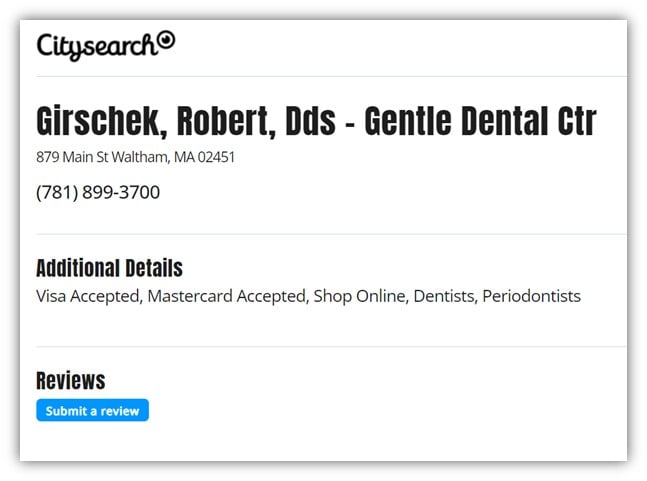 Citysearch
Girschek, Robert, Dds - Gentle Dental Ctr
879 Main St Waltham, MA 02451
(781) 899-3700
Additional Details
Visa Accepted, Mastercard Accepted, Shop Online, Dentists, Periodontists
Reviews
Submit a review